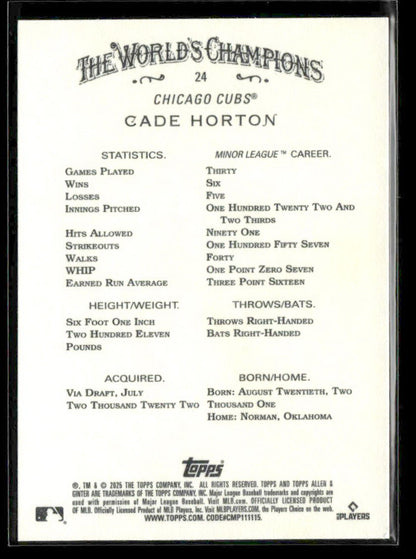 THE WORLD'S CHAMPIONS
24
CHICAGO CUBS®
CADE HORTON
STATISTICS. MINOR LEAGUE™ CAREER.
GAMES PLAYED THIRTY
WINS SIX
LOSSES FIVE
INNINGS PITCHED ONE HUNDRED TWENTY TWO AND
TWO THIRDS
HITS ALLOWED NINETY ONE
STRIKEOUTS ONE HUNDRED FIFTY SEVEN
WALKS FORTY
WHIP ONE POINT ZERO SEVEN
EARNED RUN AVERAGE THREE POINT SIXTEEN
HEIGHT/WEIGHT. THROWS/BATS.
SIX FOOT ONE INCH THROWS RIGHT-HANDED
TWO HUNDRED ELEVEN BATS RIGHT-HANDED
POUNDS
ACQUIRED. BORN/HOME.
VIA DRAFT, JULY BORN: AUGUST TWENTIETH, TWO
TWO THOUSAND TWENTY TWO THOUSAND ONE
HOME: NORMAN, OKLAHOMA
Topps
®, TM & © 2025 THE TOPPS COMPANY, INC. ALL RIGHTS RESERVED. TOPPS AND TOPPS ALLEN &
GINTER ARE TRADEMARKS OF THE TOPPS COMPANY, INC. Major League Baseball trademarks and copyrights are
used with permission of Major League Baseball. Visit MLB.com. OFFICIALLY LICENSED PRODUCT
OF MLB. Officially Licensed Product of MLB Players, Inc. Visit MLBPLAYERS.COM, the Players Choice on the web.
WWW.TOPPS.COM. CODE#CMP111115.
PLAYERS